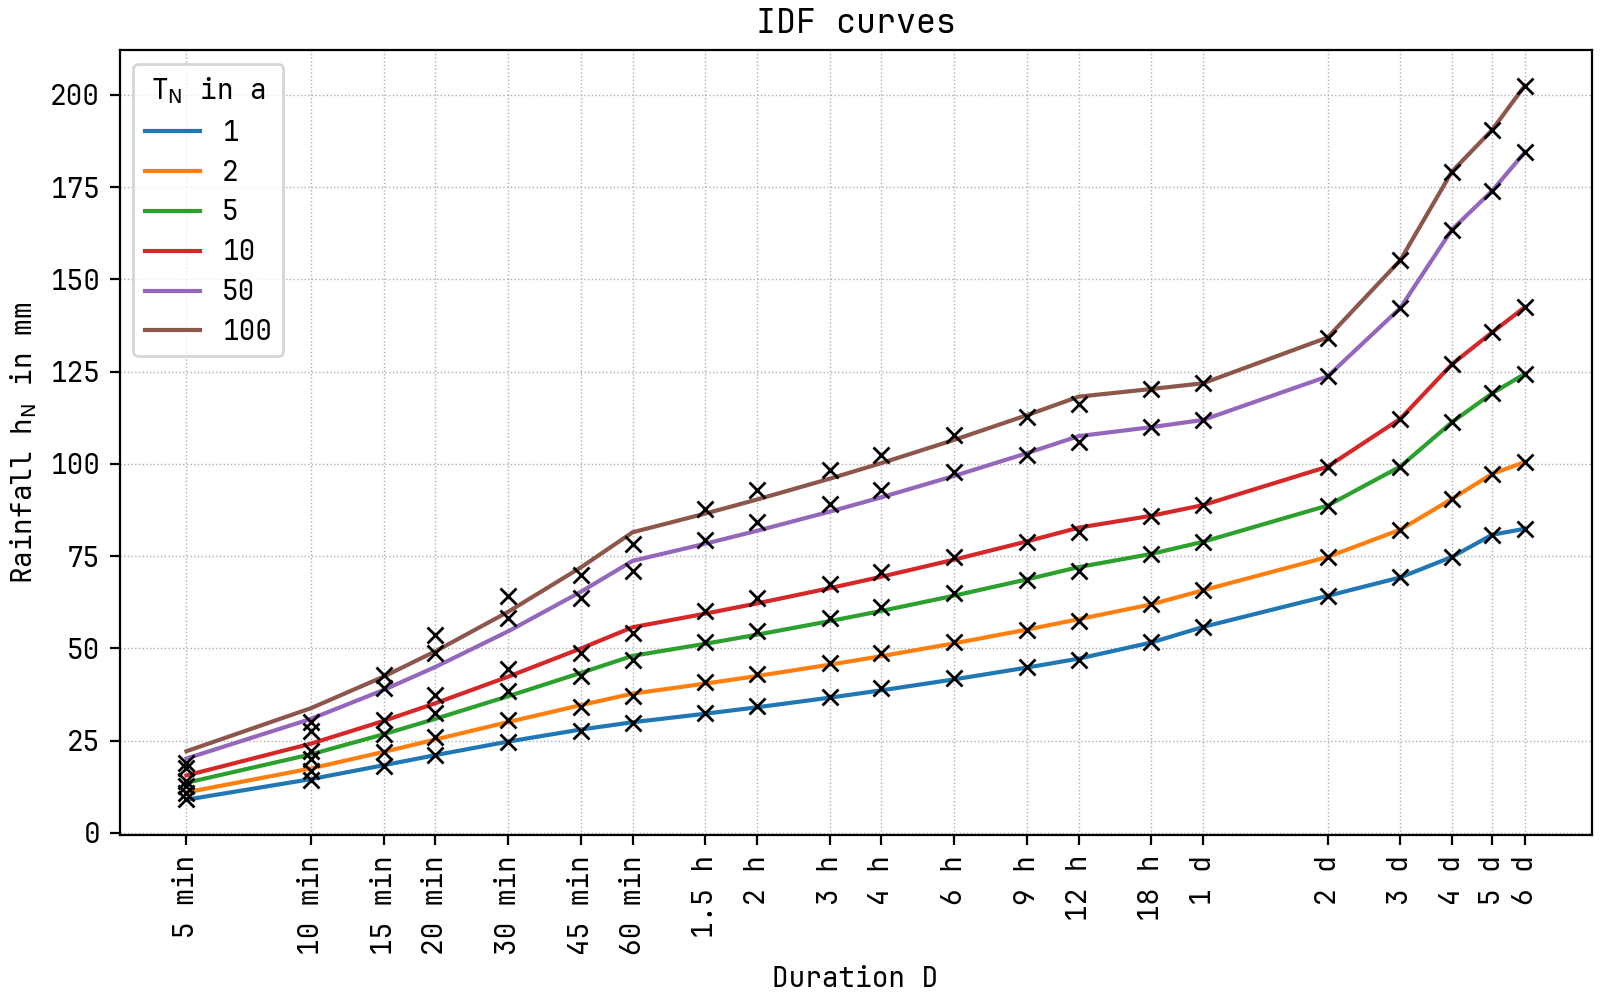 IDF curves
T_N in a
1
2
5
10
50
100
Rainfall h_N in mm
200
175
150
125
100
75
50
25
0
5 min
10 min
15 min
20 min
30 min
45 min
60 min
1.5 h
2 h
3 h
4 h
6 h
9 h
12 h
18 h
1 d
2 d
3 d
4 d
5 d
6 d
Duration D